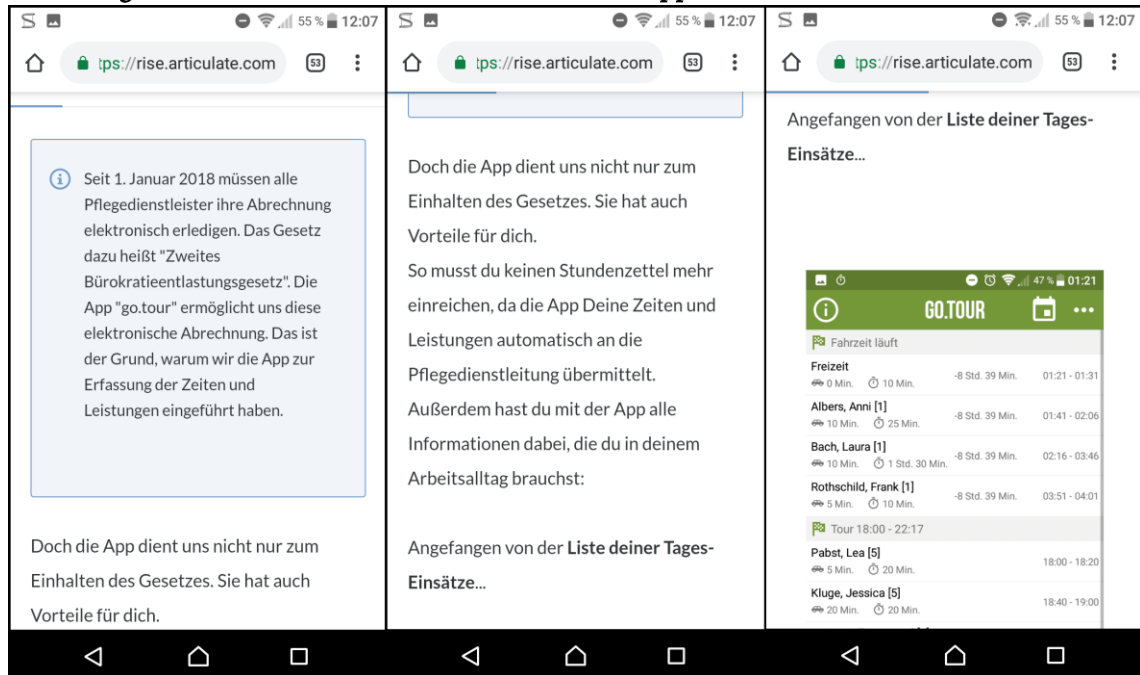 55 % 12:07
tps://rise.articulate.com 53
Seit 1. Januar 2018 müssen alle
Pflegedienstleister ihre Abrechnung
elektronisch erledigen. Das Gesetz
dazu heißt "Zweites
Bürokratieentlastungsgesetz". Die
App "go.tour" ermöglicht uns diese
elektronische Abrechnung. Das ist
der Grund, warum wir die App zur
Erfassung der Zeiten und
Leistungen eingeführt haben.
Doch die App dient uns nicht nur zum
Einhalten des Gesetzes. Sie hat auch
Vorteile für dich.
55 % 12:07
tps://rise.articulate.com 53
Doch die App dient uns nicht nur zum
Einhalten des Gesetzes. Sie hat auch
Vorteile für dich.
So musst du keinen Stundenzettel mehr
einreichen, da die App Deine Zeiten und
Leistungen automatisch an die
Pflegedienstleitung übermittelt.
Außerdem hast du mit der App alle
Informationen dabei, die du in deinem
Arbeitsalltag brauchst:
Angefangen von der Liste deiner Tages-
Einsätze...
55 % 12:07
tps://rise.articulate.com 53
Angefangen von der Liste deiner Tages-
Einsätze...
47 % 01:21
GO.TOUR
Fahrzeit läuft
Freizeit
0 Min. 10 Min. -8 Std. 39 Min. 01:21 - 01:31
Albers, Anni [1]
10 Min. 25 Min. -8 Std. 39 Min. 01:41 - 02:06
Bach, Laura [1]
10 Min. 1 Std. 30 Min. -8 Std. 39 Min. 02:16 - 03:46
Rothschild, Frank [1]
5 Min. 10 Min. -8 Std. 39 Min. 03:51 - 04:01
Tour 18:00 - 22:17
Pabst, Lea [5]
5 Min. 20 Min. 18:00 - 18:20
Kluge, Jessica [5]
20 Min. 20 Min. 18:40 - 19:00